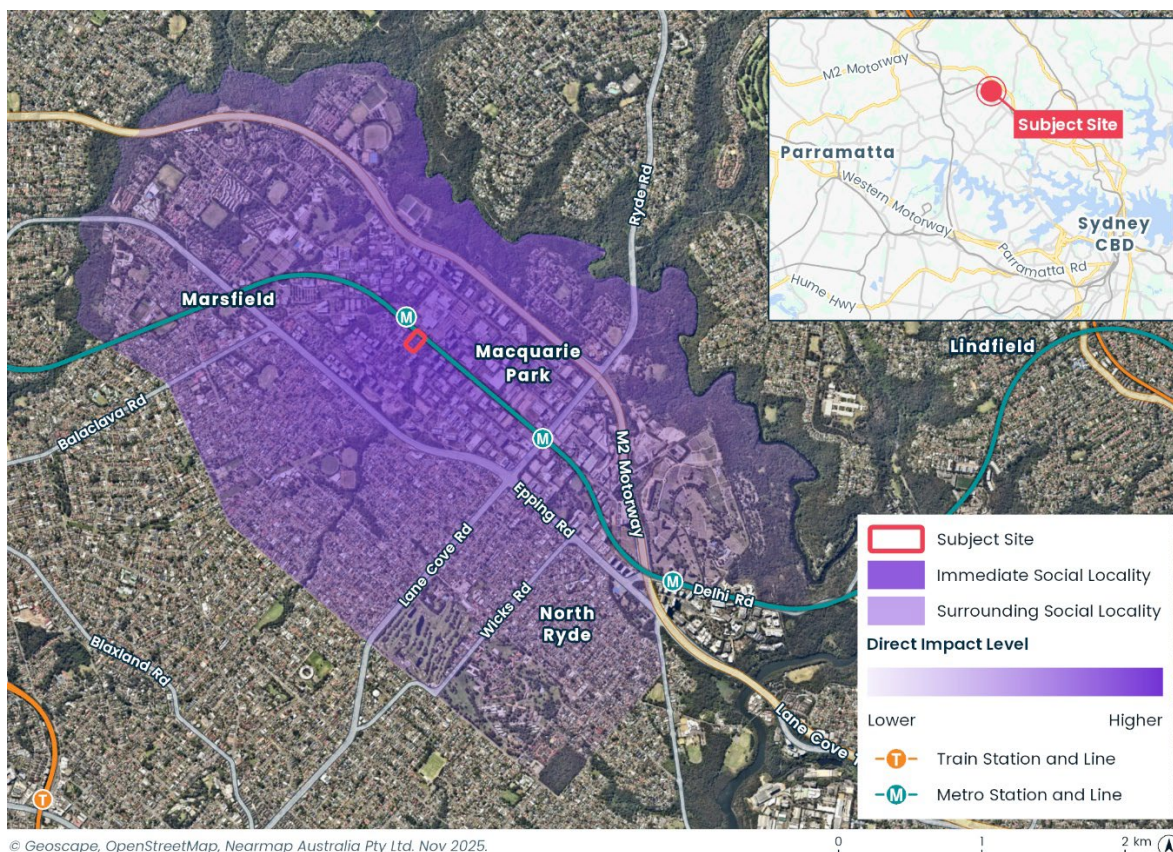 M2 Motorway
Subject Site
Parramatta
Western Motorway
Sydney
CBD
Parramatta Rd
Hume Hwy
Ryde Rd
Marsfield
M
Macquarie
Park
Lindfield
Balaclava Rd
M
M2 Motorway
Epping Rd
Lane Cove Rd
Wicks Rd
M
Delhi Rd
North
Ryde
Blaxland Rd
Lane Cove
T
Subject Site
Immediate Social Locality
Surrounding Social Locality
Direct Impact Level
Lower Higher
T Train Station and Line
M Metro Station and Line
© Geoscape, OpenStreetMap, Nearmap Australia Pty Ltd. Nov 2025.
0 1 2 km